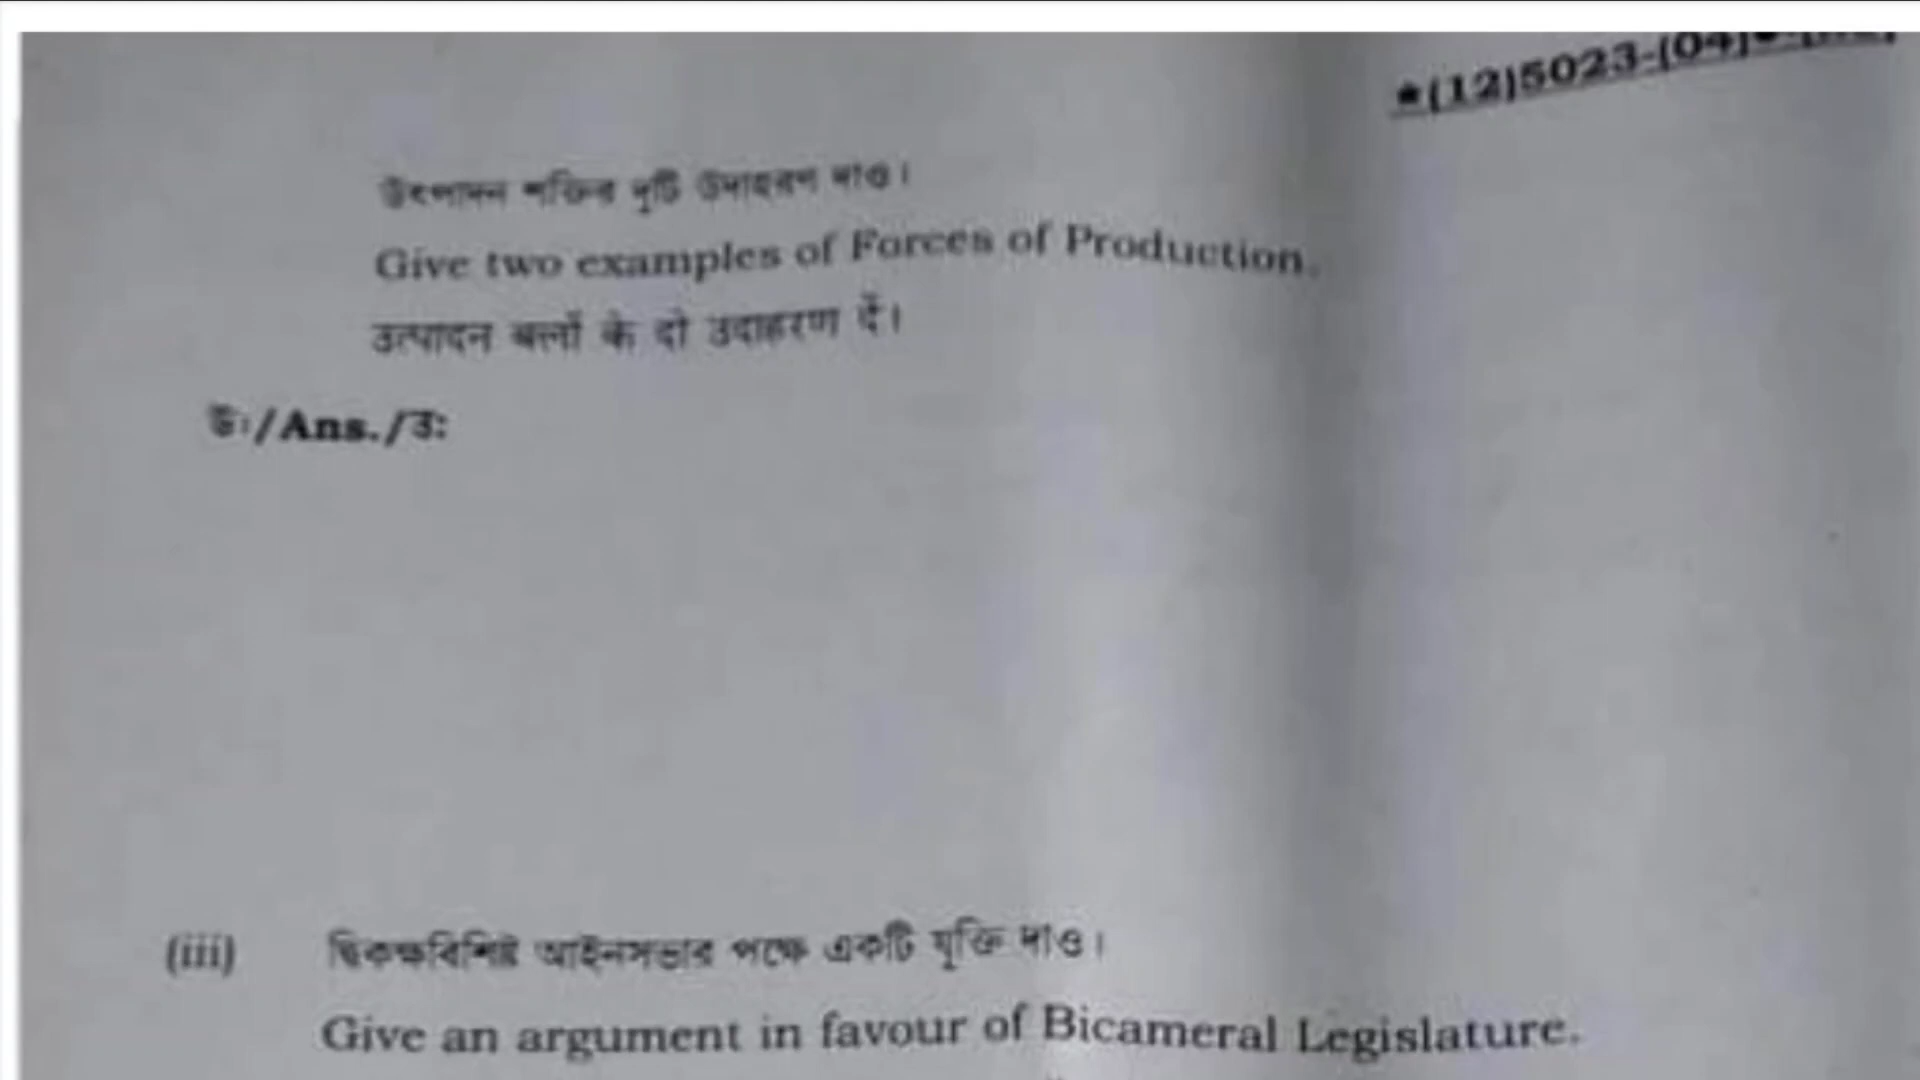 ★(12)5023-(04)
উৎপাদন শক্তির দুটি উদাহরণ দাও।
Give two examples of Forces of Production.
उत्पादन बलों के दो उदाहरण दें।
উঃ/Ans./उ:
(iii) দ্বিকক্ষবিশিষ্ট আইনসভার পক্ষে একটি যুক্তি দাও।
Give an argument in favour of Bicameral Legislature.